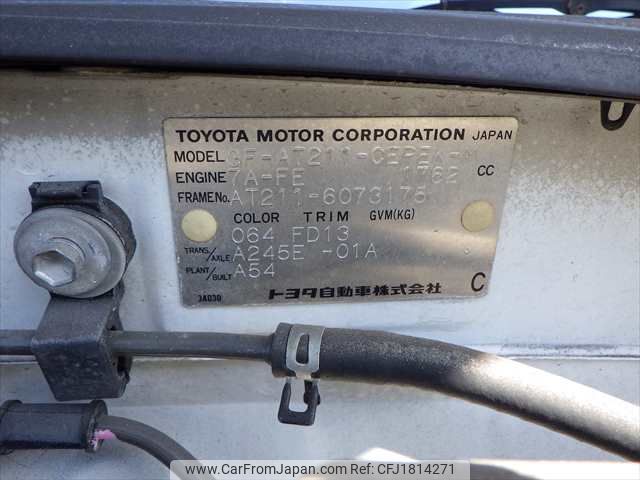 TOYOTA MOTOR CORPORATION JAPAN
MODEL GF-AT211-CEPEK-M
ENGINE 7A-FE 1762 CC
FRAME No. AT211-6073175
COLOR TRIM GVM(KG)
064 FD13
TRANS./AXLE A245E -01A
PLANT/BUILT A54
3A030 トヨタ自動車株式会社 C
© CarFromJapan - Ref ID: CFJ1814271